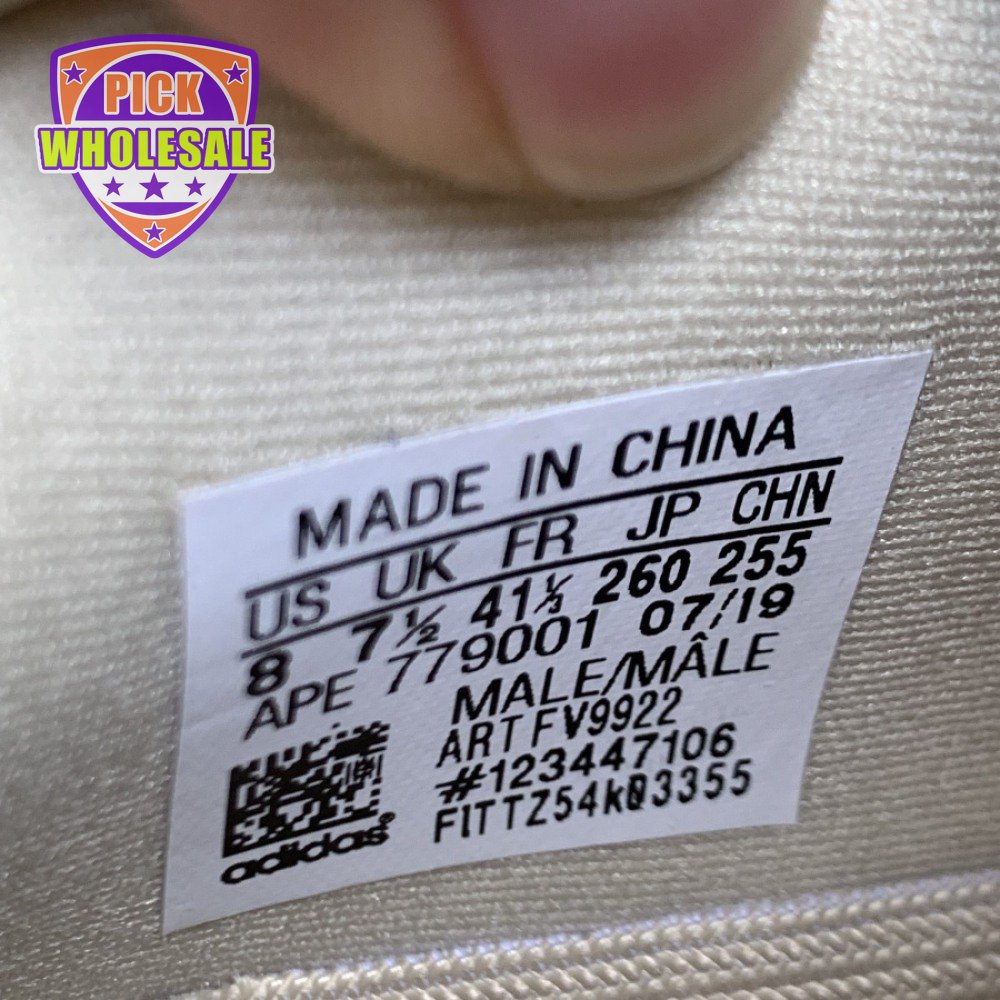 PICK
WHOLESALE
MADE IN CHINA
US UK FR JP CHN
8 7½ 41⅓ 260 255
APE 779001 07/19
MALE/MÂLE
ART FV9922
#123447106
FITTZ54k03355
adidas®